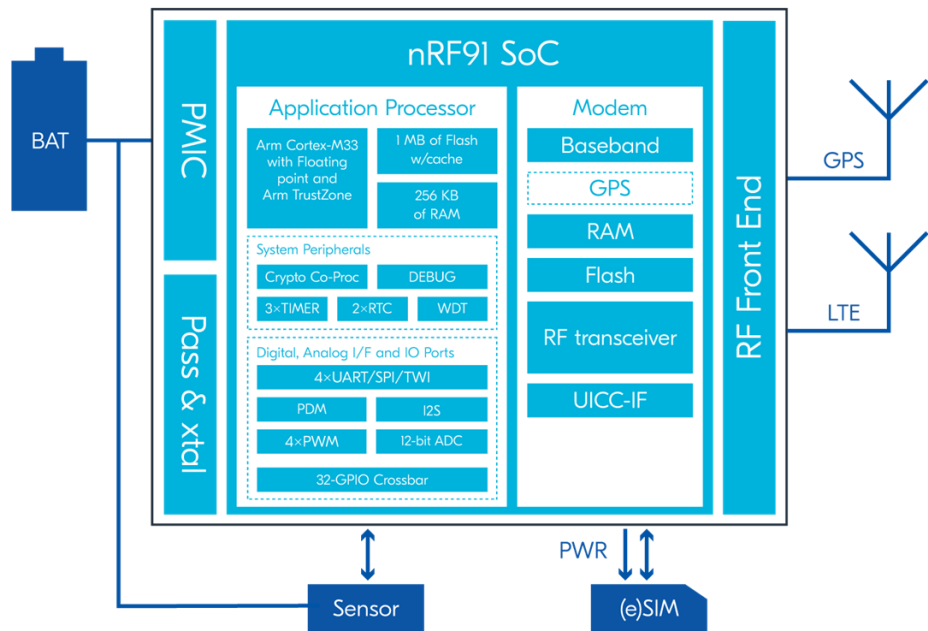 nRF91 SoC
BAT
PMIC
Pass & xtal
Application Processor
Arm Cortex-M33
with Floating
point and
Arm TrustZone
1 MB of Flash
w/cache
256 KB
of RAM
System Peripherals
Crypto Co-Proc
DEBUG
3×TIMER
2×RTC
WDT
Digital, Analog I/F and IO Ports
4×UART/SPI/TWI
PDM
I2S
4×PWM
12-bit ADC
32-GPIO Crossbar
Modem
Baseband
GPS
RAM
Flash
RF transceiver
UICC-IF
RF Front End
GPS
LTE
PWR
Sensor
(e)SIM